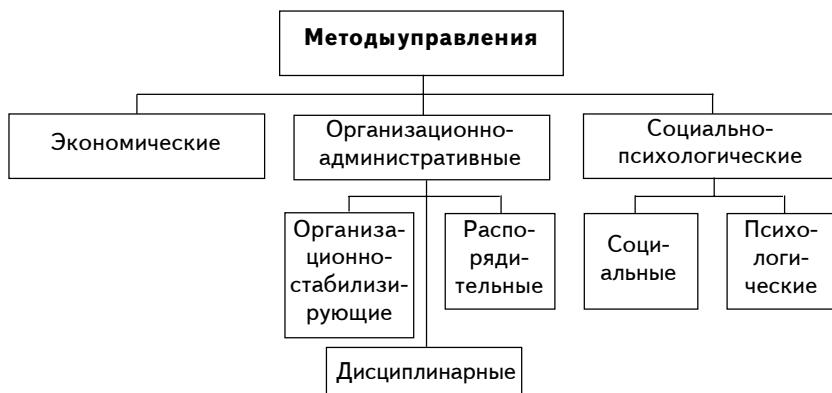 Методыуправления
Экономические
Организационно-
административные
Социально-
психологические
Организа-
ционно-
стабилизи-
рующие
Распо-
ряди-
тельные
Соци-
альные
Психо-
логи-
ческие
Дисциплинарные